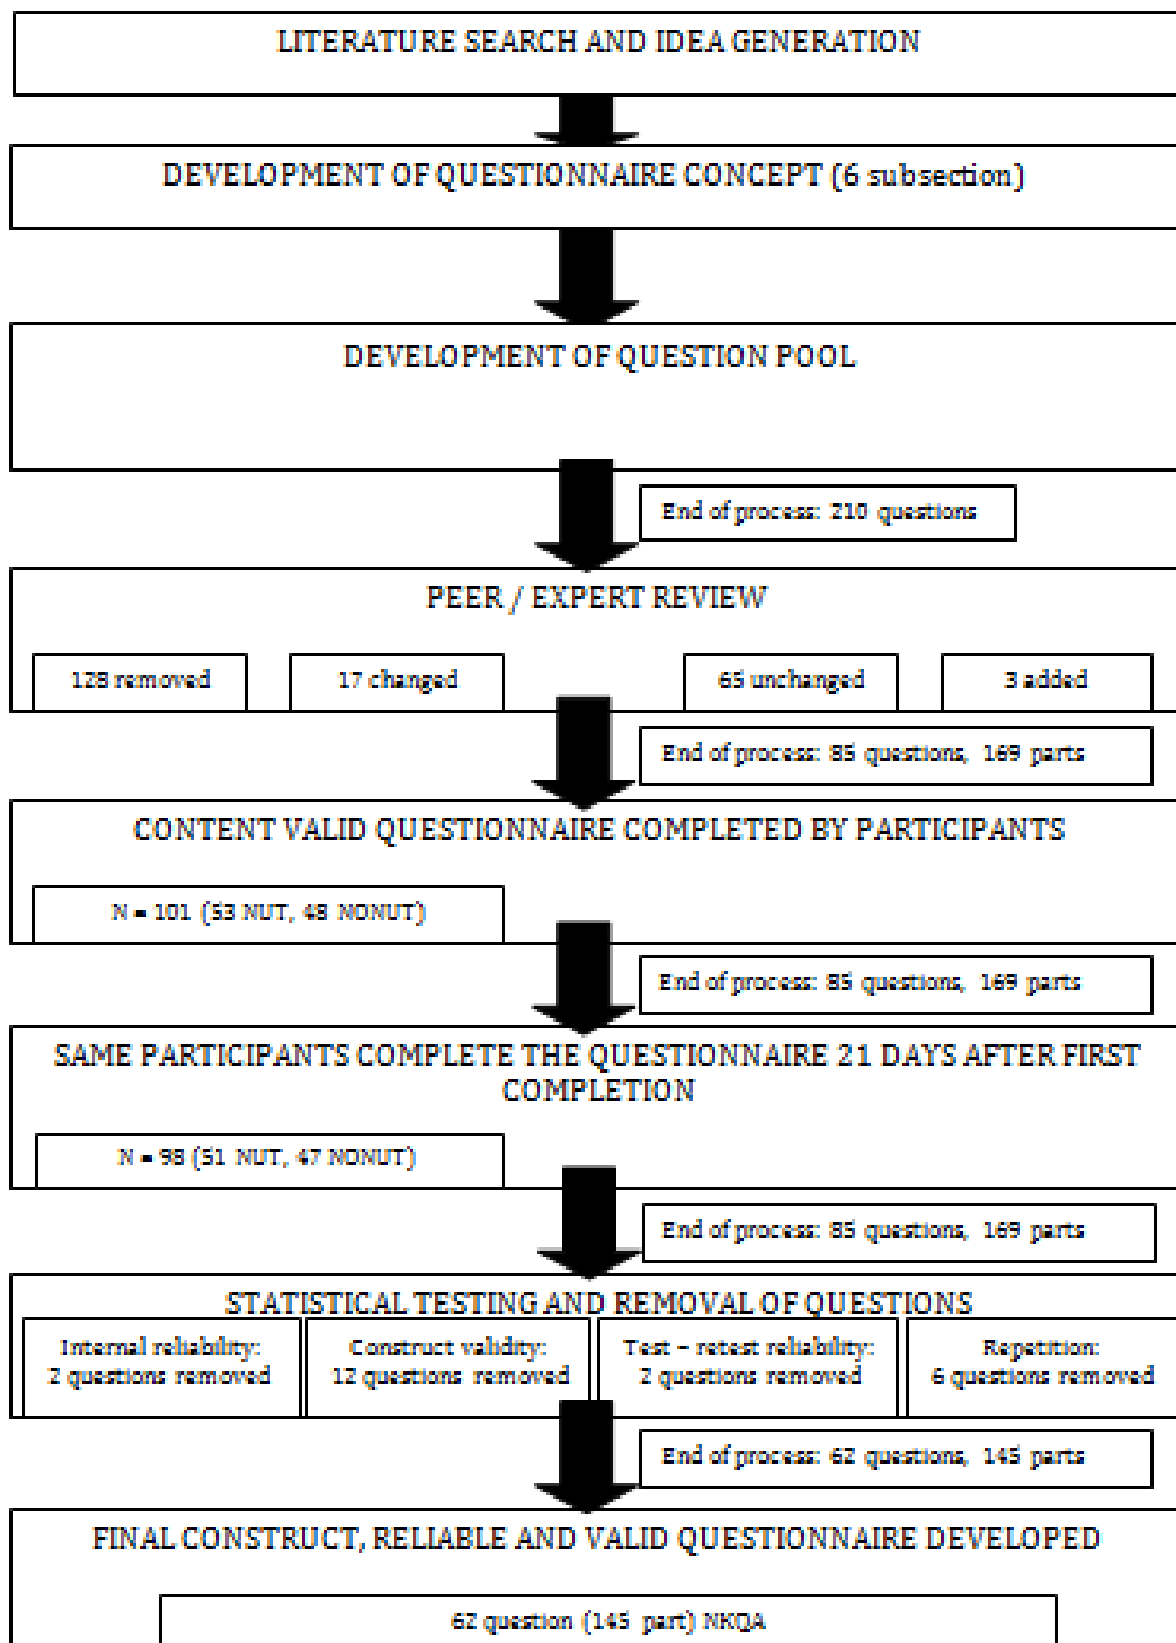 LITERATURE SEARCH AND IDEA GENERATION
DEVELOPMENT OF QUESTIONNAIRE CONCEPT (6 subsection)
DEVELOPMENT OF QUESTION POOL
End of process: 210 questions
PEER / EXPERT REVIEW
128 removed
17 changed
65 unchanged
3 added
End of process: 85 questions, 169 parts
CONTENT VALID QUESTIONNAIRE COMPLETED BY PARTICIPANTS
N = 101 (53 NUT, 48 NONUT)
End of process: 85 questions, 169 parts
SAME PARTICIPANTS COMPLETE THE QUESTIONNAIRE 21 DAYS AFTER FIRST
COMPLETION
N = 98 (51 NUT, 47 NONUT)
End of process: 85 questions, 169 parts
STATISTICAL TESTING AND REMOVAL OF QUESTIONS
Internal reliability:
2 questions removed
Construct validity:
12 questions removed
Test – retest reliability:
2 questions removed
Repetition:
6 questions removed
End of process: 62 questions, 145 parts
FINAL CONSTRUCT, RELIABLE AND VALID QUESTIONNAIRE DEVELOPED
62 question (145 part) NKQA